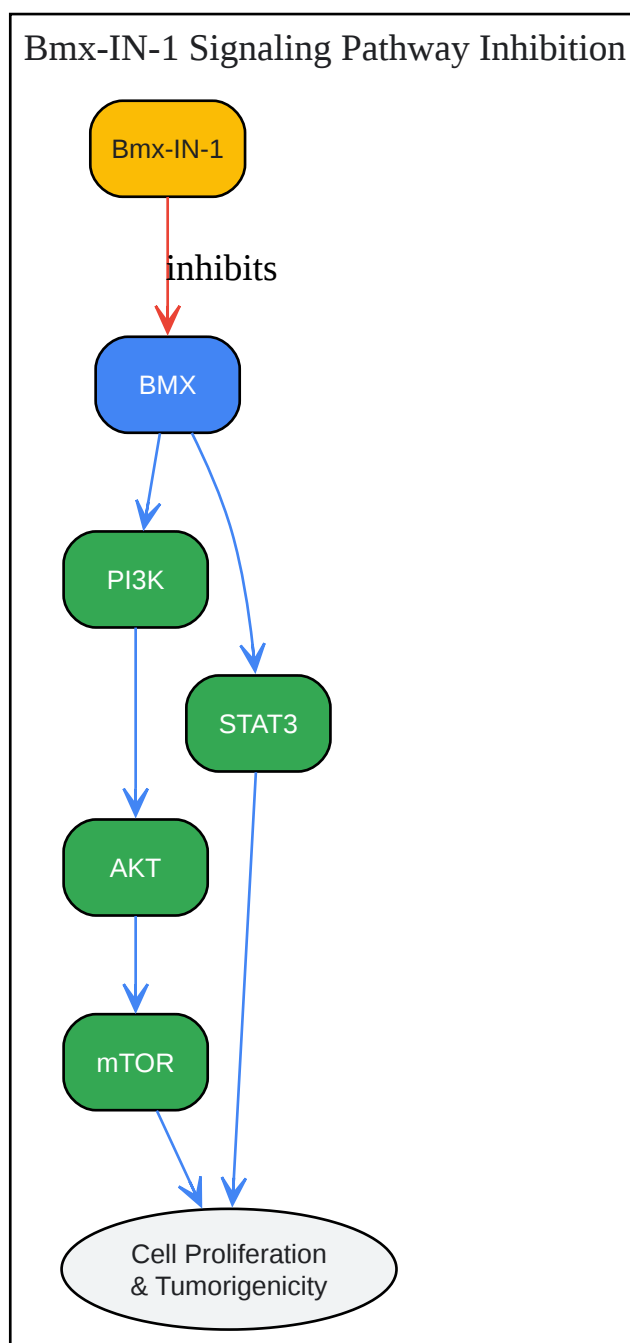 Bmx-IN-1 Signaling Pathway Inhibition
Bmx-IN-1
inhibits
BMX
PI3K
STAT3
AKT
mTOR
Cell Proliferation
& Tumorigenicity